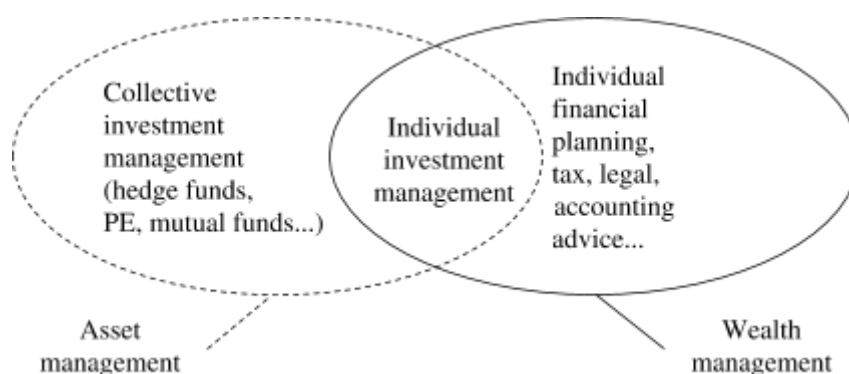 Collective
investment
management
(hedge funds,
PE, mutual funds...)
Individual
investment
management
Individual
financial
planning,
tax, legal,
accounting
advice...
Asset
management
Wealth
management